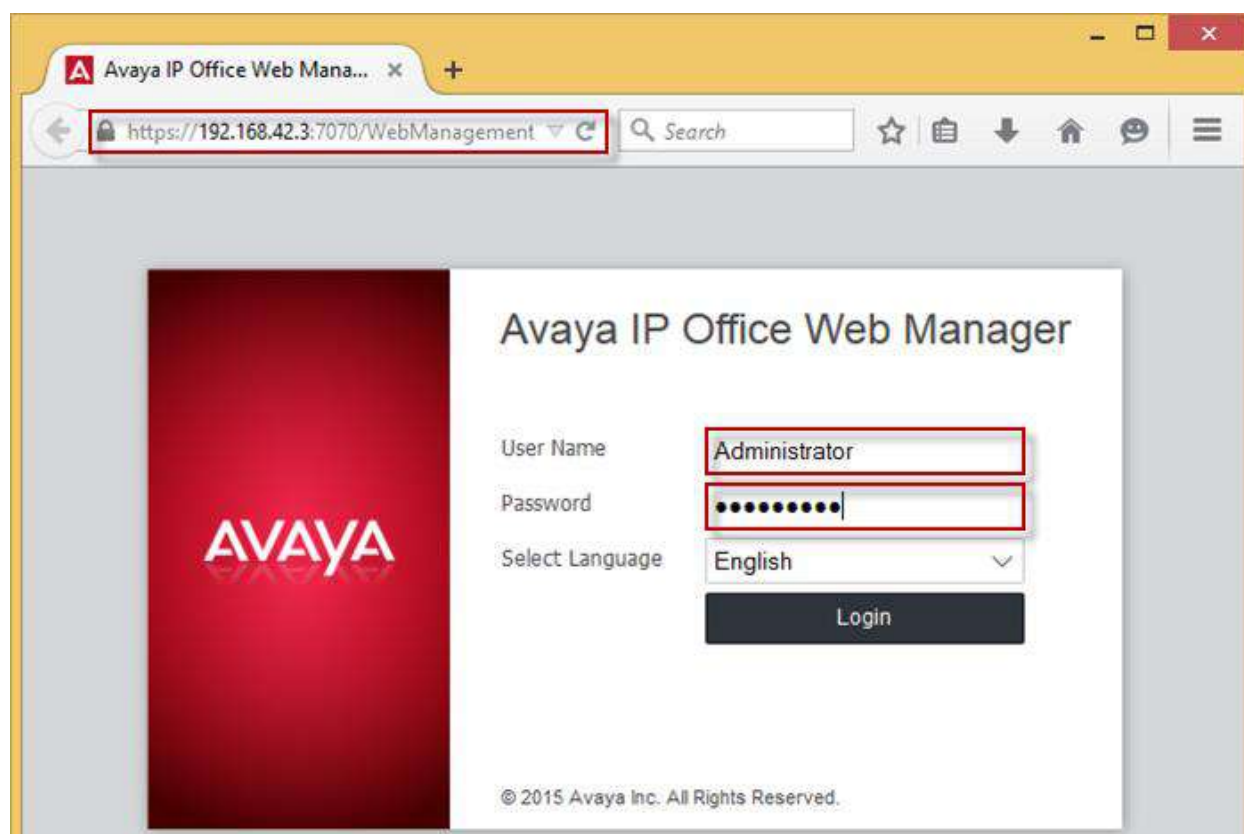 Avaya IP Office Web Mana...
https://192.168.42.3:7070/WebManagement
Search
Avaya IP Office Web Manager
User Name
Administrator
Password
•••••••••
AVAYA
Select Language
English
Login
© 2015 Avaya Inc. All Rights Reserved.